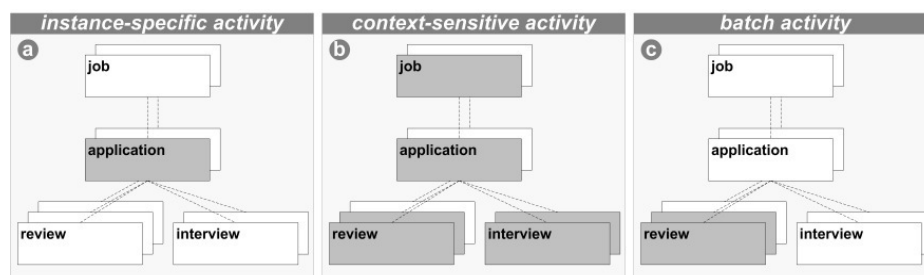 instance-specific activity
a
job
application
review
interview
context-sensitive activity
b
job
application
review
interview
batch activity
c
job
application
review
interview